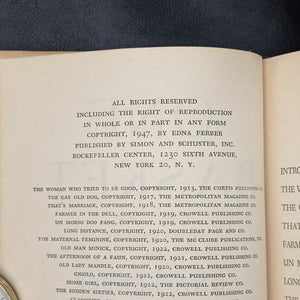 ALL RIGHTS RESERVED
INCLUDING THE RIGHT OF REPRODUCTION
IN WHOLE OR IN PART IN ANY FORM
COPYRIGHT, 1947, BY EDNA FERBER
PUBLISHED BY SIMON AND SCHUSTER, INC.
ROCKEFELLER CENTER, 1230 SIXTH AVENUE,
NEW YORK 20, N. Y.
THE WOMAN WHO TRIED TO BE GOOD, COPYRIGHT, 1913, THE CURTIS PUBLISHING
THE GAY OLD DOG, COPYRIGHT, 1917, THE METROPOLITAN MAGAZINE CO.
THAT'S MARRIAGE, COPYRIGHT, 1918, THE METROPOLITAN MAGAZINE CO.
FARMER IN THE DELL, COPYRIGHT, 1919, CROWELL PUBLISHING CO.
UN MORSO DOO PANG, COPYRIGHT, 1919, CROWELL PUBLISHING CO.
LONG DISTANCE, COPYRIGHT, 1920, DOUBLEDAY PAGE AND CO.
THE MATERNAL FEMININE, COPYRIGHT, 1920, THE MC CLURE PUBLICATION, INC.
OLD MAN MINICK, COPYRIGHT, 1922, CROWELL PUBLISHING CO.
THE AFTERNOON OF A FAUN, COPYRIGHT, 1922, CROWELL PUBLISHING CO.
OLD LADY MANDLE, COPYRIGHT, 1920, CROWELL PUBLISHING CO.
GIGOLO, COPYRIGHT, 1922, CROWELL PUBLISHING CO.
HOME GIRL, COPYRIGHT, 1922, THE PICTORIAL REVIEW CO.
THE SUDDEN SIXTIES, COPYRIGHT, 1922, CROWELL PUBLISHING CO.
INTRO
THE W
THE G
THAT
FARM
UN M
LONG